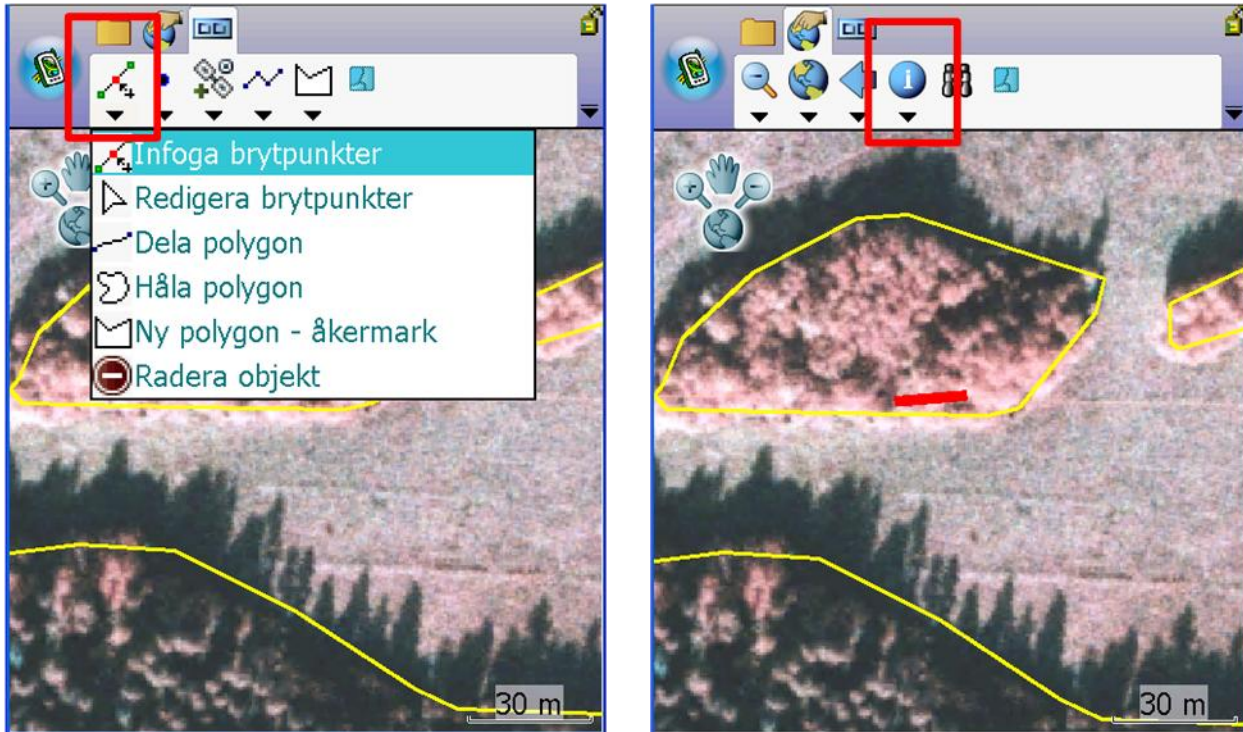 Infoga brytpunkter
Redigera brytpunkter
Dela polygon
Håla polygon
Ny polygon - åkermark
Radera objekt
30 m
30 m